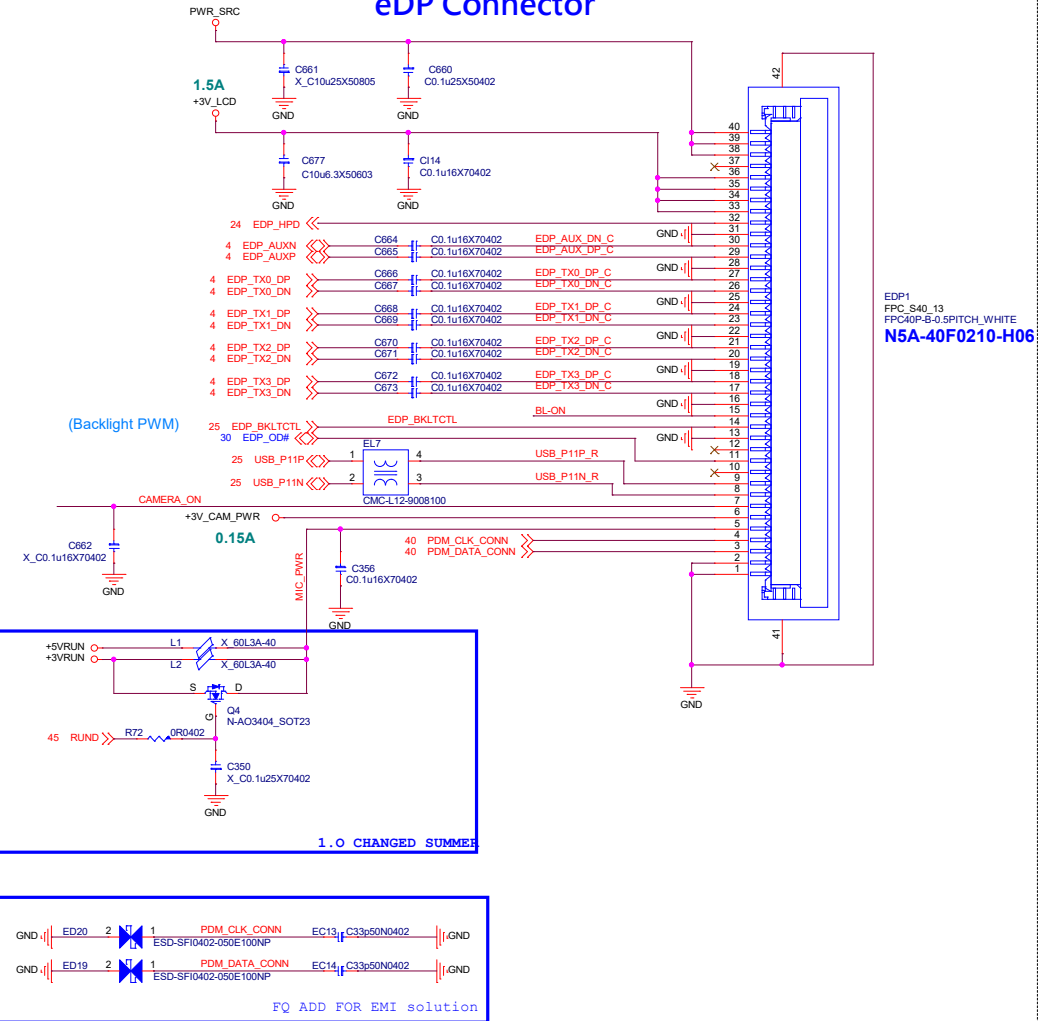 eDP Connector
PWR_SRC
C661
X_C10u25X50805
GND
C660
C0.1u25X50402
GND
1.5A
+3V_LCD
C677
C10u6.3X50603
GND
CI14
C0.1u16X70402
GND
42
40
39
38
37
36
35
34
33
32
31
30
29
28
27
26
25
24
23
22
21
20
19
18
17
16
15
14
13
12
11
10
9
8
7
6
5
4
3
2
1
41
EDP1
FPC_S40_13
FPC40P-B-0.5PITCH_WHITE
N5A-40F0210-H06
24 EDP_HPD
GND
4 EDP_AUXN C664 C0.1u16X70402 EDP_AUX_DN_C
4 EDP_AUXP C665 C0.1u16X70402 EDP_AUX_DP_C
GND
4 EDP_TX0_DP C666 C0.1u16X70402 EDP_TX0_DP_C
4 EDP_TX0_DN C667 C0.1u16X70402 EDP_TX0_DN_C
GND
4 EDP_TX1_DP C668 C0.1u16X70402 EDP_TX1_DP_C
4 EDP_TX1_DN C669 C0.1u16X70402 EDP_TX1_DN_C
GND
4 EDP_TX2_DP C670 C0.1u16X70402 EDP_TX2_DP_C
4 EDP_TX2_DN C671 C0.1u16X70402 EDP_TX2_DN_C
GND
4 EDP_TX3_DP C672 C0.1u16X70402 EDP_TX3_DP_C
4 EDP_TX3_DN C673 C0.1u16X70402 EDP_TX3_DN_C
GND
BL-ON
(Backlight PWM)
25 EDP_BKLTCTL EDP_BKLTCTL
30 EDP_OD#
GND
EL7
25 USB_P11P 1 4 USB_P11P_R
25 USB_P11N 2 3 USB_P11N_R
CMC-L12-9008100
CAMERA_ON
+3V_CAM_PWR
0.15A
C662
X_C0.1u16X70402
GND
40 PDM_CLK_CONN
40 PDM_DATA_CONN
MIC_PWR
C356
C0.1u16X70402
GND
GND
+5VRUN L1 X_60L3A-40
+3VRUN L2 X_60L3A-40
S D
G
Q4
N-AO3404_SOT23
45 RUND R72 0R0402
C350
X_C0.1u25X70402
GND
1.O CHANGED SUMMER
GND ED20 2 1 PDM_CLK_CONN EC13 C33p50N0402 GND
ESD-SFI0402-050E100NP
GND ED19 2 1 PDM_DATA_CONN EC14 C33p50N0402 GND
ESD-SFI0402-050E100NP
FQ ADD FOR EMI solution